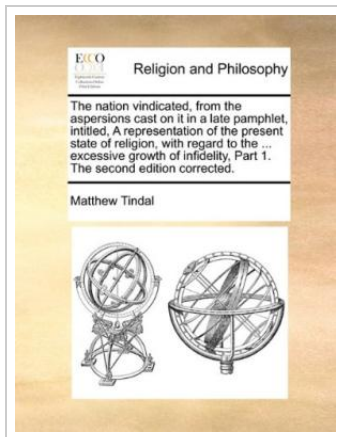 ECCO
Religion and Philosophy
The nation vindicated, from the
aspersions cast on it in a late pamphlet,
intitled, A representation of the present
state of religion, with regard to the ...
excessive growth of infidelity, Part 1.
The second edition corrected.
Matthew Tindal